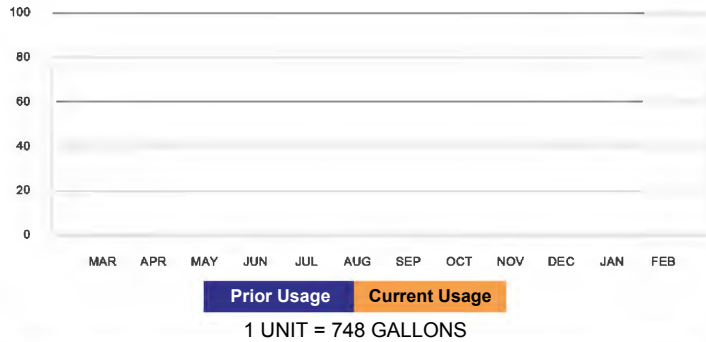 100
80
60
40
20
0
MAR APR MAY JUN JUL AUG SEP OCT NOV DEC JAN FEB
Prior Usage Current Usage
1 UNIT = 748 GALLONS